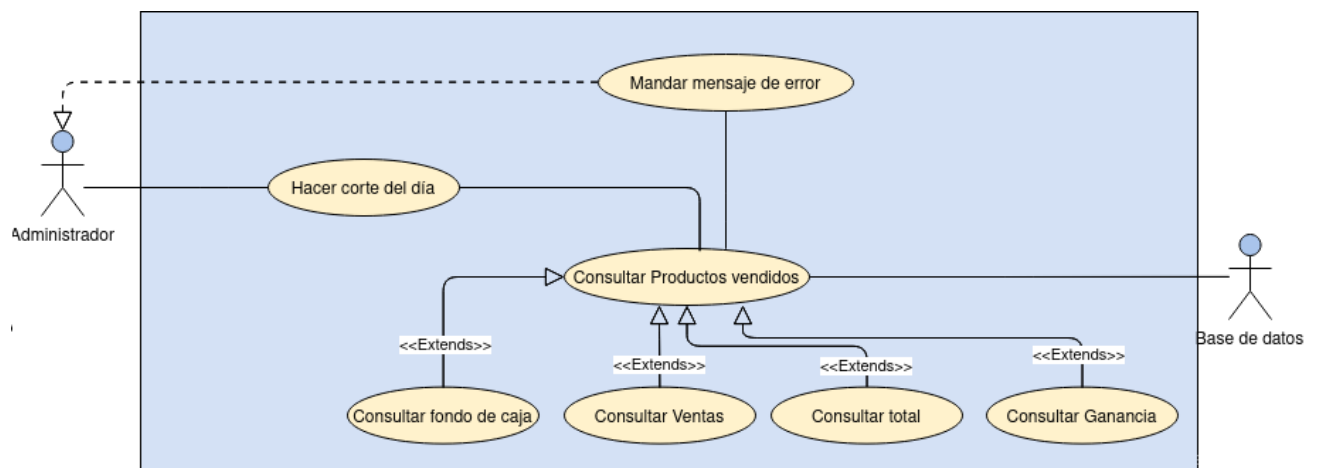 Mandar mensaje de error
Hacer corte del día
Administrador
Consultar Productos vendidos
Base de datos
<<Extends>>
<<Extends>>
<<Extends>>
<<Extends>>
Consultar fondo de caja
Consultar Ventas
Consultar total
Consultar Ganancia